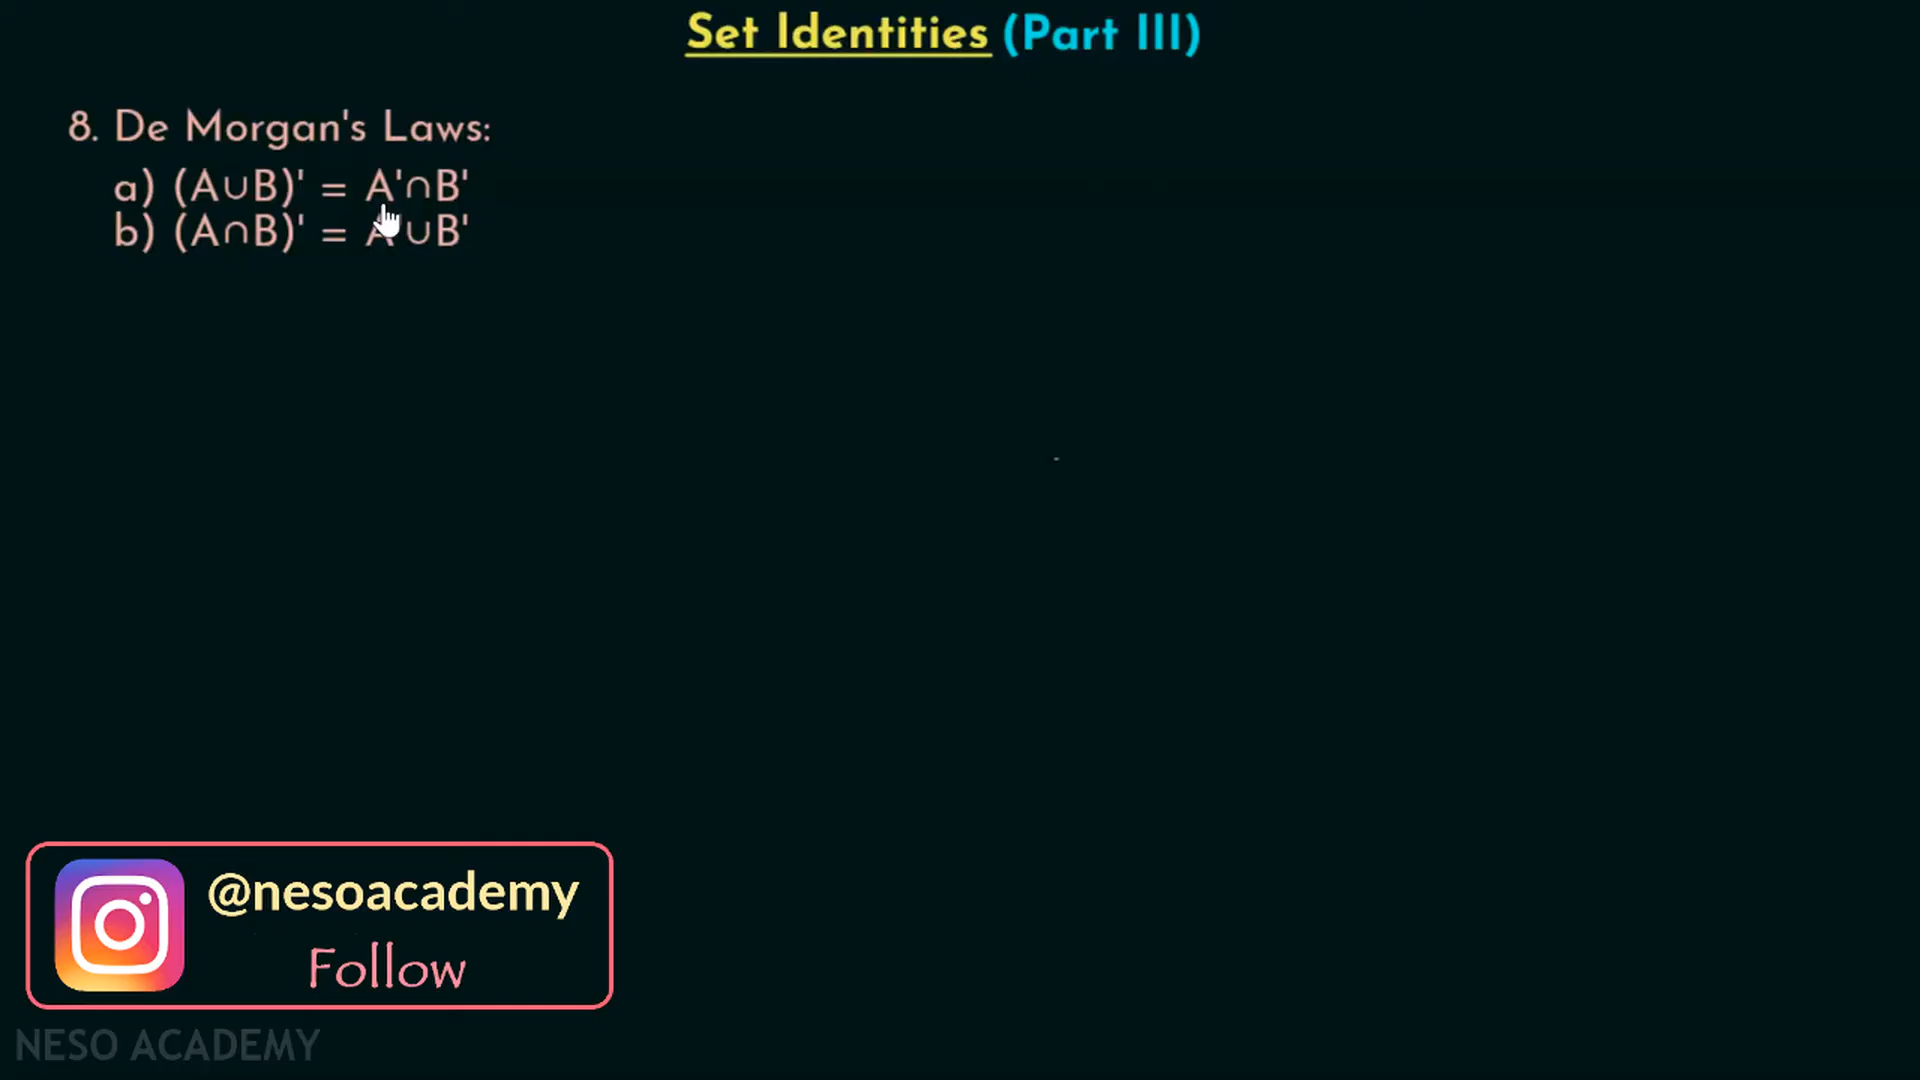 Set Identities (Part III)
8. De Morgan's Laws:
a) (A∪B)' = A'∩B'
b) (A∩B)' = A'∪B'
@nesoacademy
Follow
NESO ACADEMY